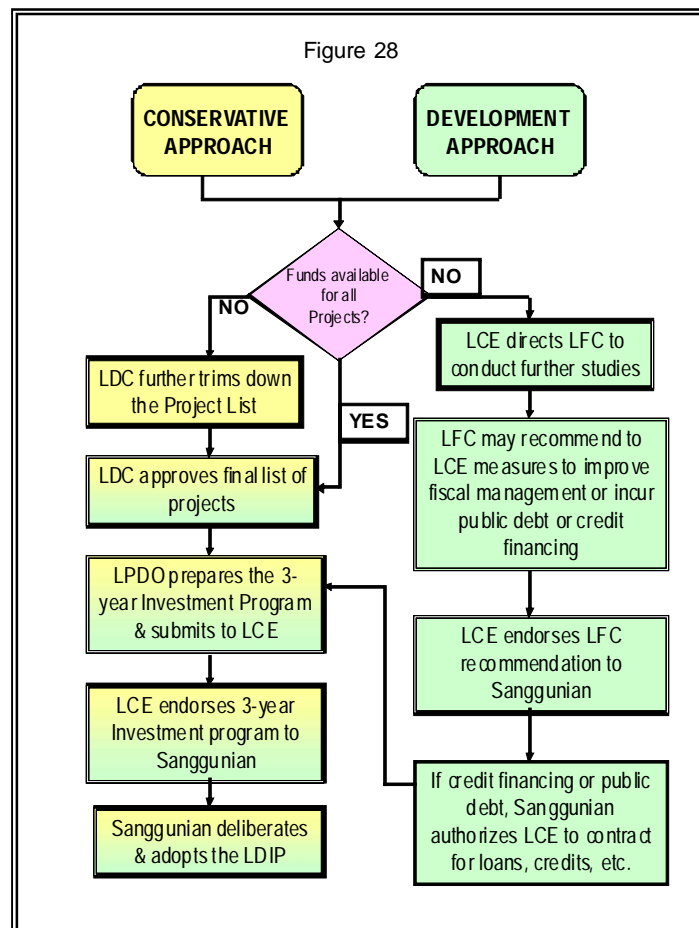 Figure 28
CONSERVATIVE
APPROACH
DEVELOPMENT
APPROACH
Funds available
for all
Projects?
NO
NO
LDC further trims down
the Project List
YES
LDC approves final list of
projects
LPDO prepares the 3-
year Investment Program
& submits to LCE
LCE endorses 3-year
Investment program to
Sanggunian
Sanggunian deliberates
& adopts the LDIP
LCE directs LFC to
conduct further studies
LFC may recommend to
LCE measures to improve
fiscal management or incur
public debt or credit
financing
LCE endorses LFC
recommendation to
Sanggunian
If credit financing or public
debt, Sanggunian
authorizes LCE to contract
for loans, credits, etc.